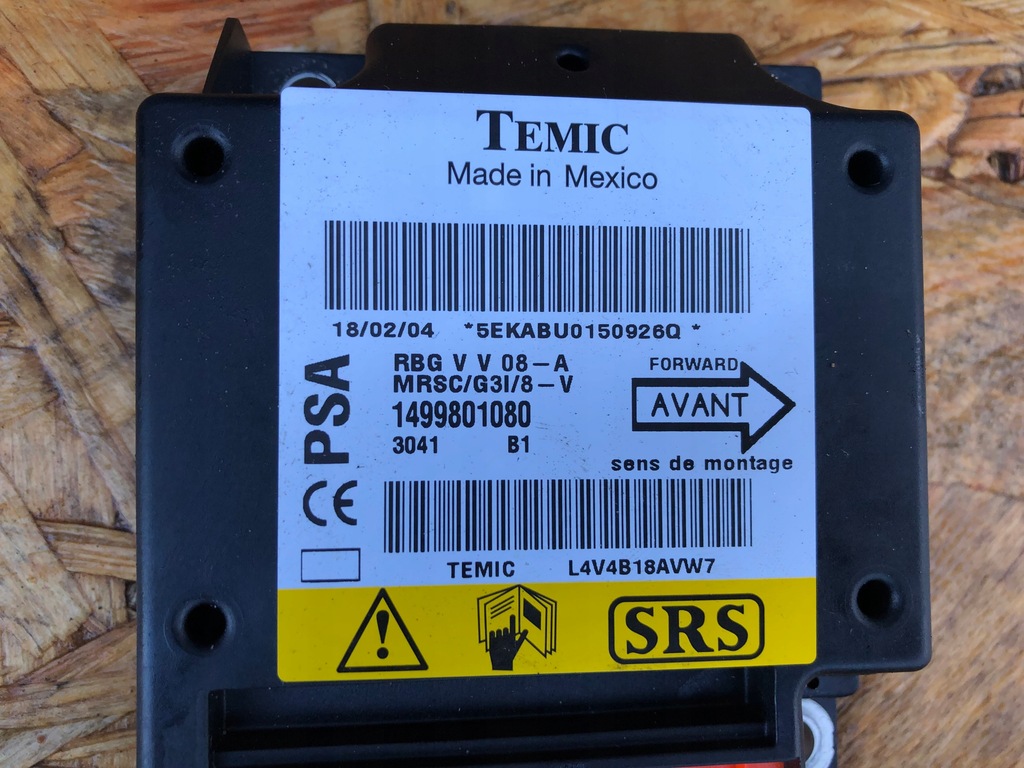 TEMIC
Made in Mexico
18/02/04 *5EKABU0150926Q *
PSA
RBG V V 08-A
MRSC/G3I/8-V
1499801080
3041 B1
FORWARD
AVANT
sens de montage
CE
TEMIC L4V4B18AVW7
SRS